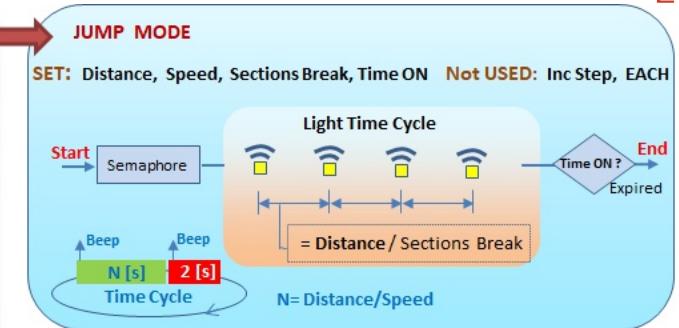 JUMP MODE
SET: Distance, Speed, Sections Break, Time ON Not USED: Inc Step, EACH
Light Time Cycle
Start
Semaphore
Time ON ?
End
Expired
= Distance / Sections Break
Beep
Beep
N [s]
2 [s]
Time Cycle
N= Distance/Speed